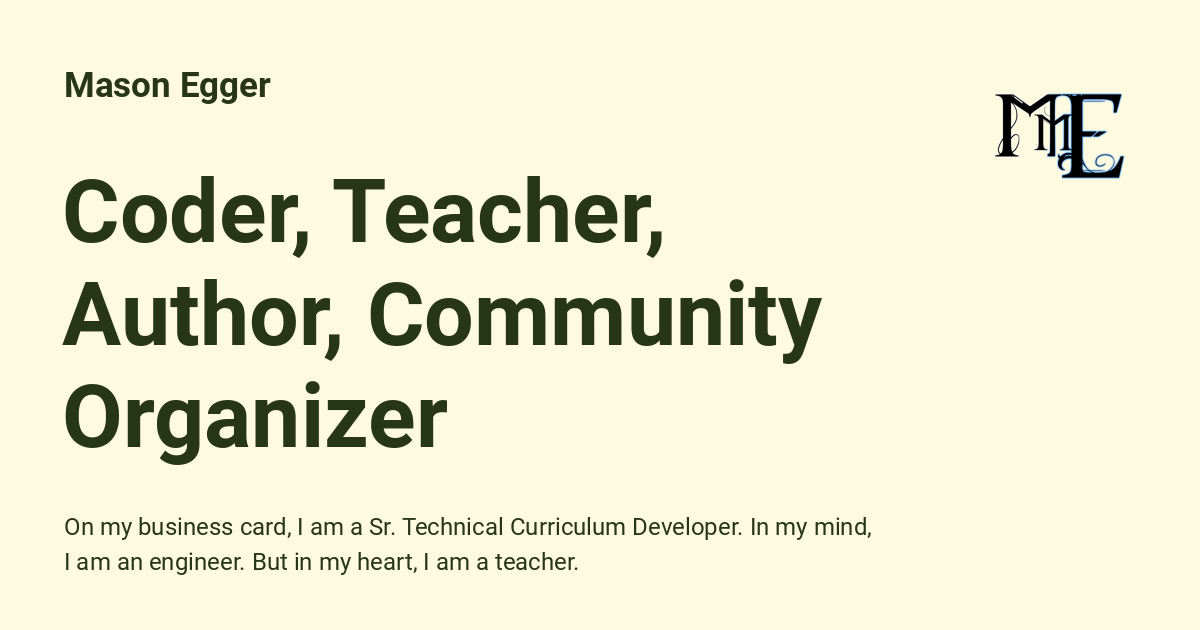 Mason Egger
MmE
Coder, Teacher,
Author, Community
Organizer
On my business card, I am a Sr. Technical Curriculum Developer. In my mind,
I am an engineer. But in my heart, I am a teacher.